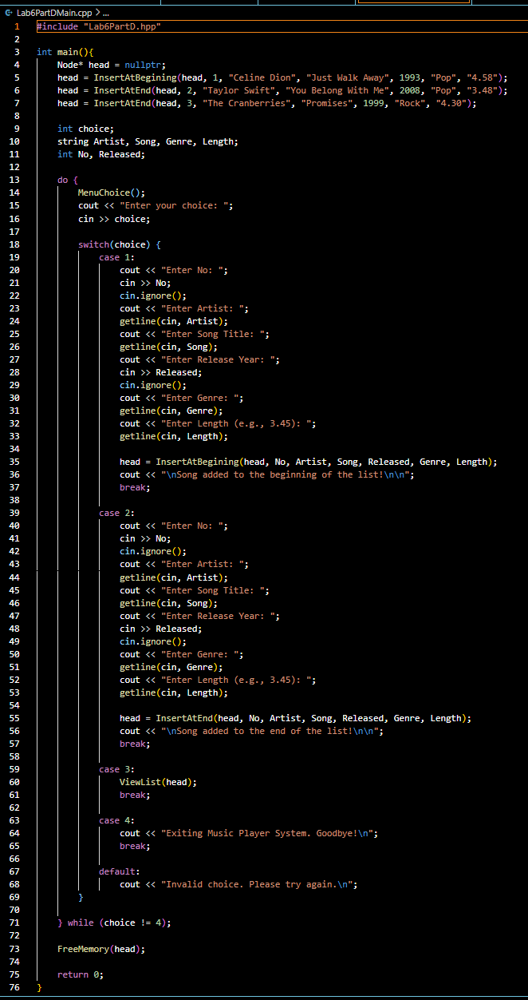 Lab6PartDMain.cpp > ...
1 #include "Lab6PartD.hpp"
2
3 int main(){
4 Node* head = nullptr;
5 head = InsertAtBegining(head, 1, "Celine Dion", "Just Walk Away", 1993, "Pop", "4.58");
6 head = InsertAtEnd(head, 2, "Taylor Swift", "You Belong With Me", 2008, "Pop", "3.48");
7 head = InsertAtEnd(head, 3, "The Cranberries", "Promises", 1999, "Rock", "4.30");
8
9 int choice;
10 string Artist, Song, Genre, Length;
11 int No, Released;
12
13 do {
14 MenuChoice();
15 cout << "Enter your choice: ";
16 cin >> choice;
17
18 switch(choice) {
19 case 1:
20 cout << "Enter No: ";
21 cin >> No;
22 cin.ignore();
23 cout << "Enter Artist: ";
24 getline(cin, Artist);
25 cout << "Enter Song Title: ";
26 getline(cin, Song);
27 cout << "Enter Release Year: ";
28 cin >> Released;
29 cin.ignore();
30 cout << "Enter Genre: ";
31 getline(cin, Genre);
32 cout << "Enter Length (e.g., 3.45): ";
33 getline(cin, Length);
34
35 head = InsertAtBegining(head, No, Artist, Song, Released, Genre, Length);
36 cout << "\nSong added to the beginning of the list!\n\n";
37 break;
38
39 case 2:
40 cout << "Enter No: ";
41 cin >> No;
42 cin.ignore();
43 cout << "Enter Artist: ";
44 getline(cin, Artist);
45 cout << "Enter Song Title: ";
46 getline(cin, Song);
47 cout << "Enter Release Year: ";
48 cin >> Released;
49 cin.ignore();
50 cout << "Enter Genre: ";
51 getline(cin, Genre);
52 cout << "Enter Length (e.g., 3.45): ";
53 getline(cin, Length);
54
55 head = InsertAtEnd(head, No, Artist, Song, Released, Genre, Length);
56 cout << "\nSong added to the end of the list!\n\n";
57 break;
58
59 case 3:
60 ViewList(head);
61 break;
62
63 case 4:
64 cout << "Exiting Music Player System. Goodbye!\n";
65 break;
66
67 default:
68 cout << "Invalid choice. Please try again.\n";
69 }
70
71 } while (choice != 4);
72
73 FreeMemory(head);
74
75 return 0;
76 }